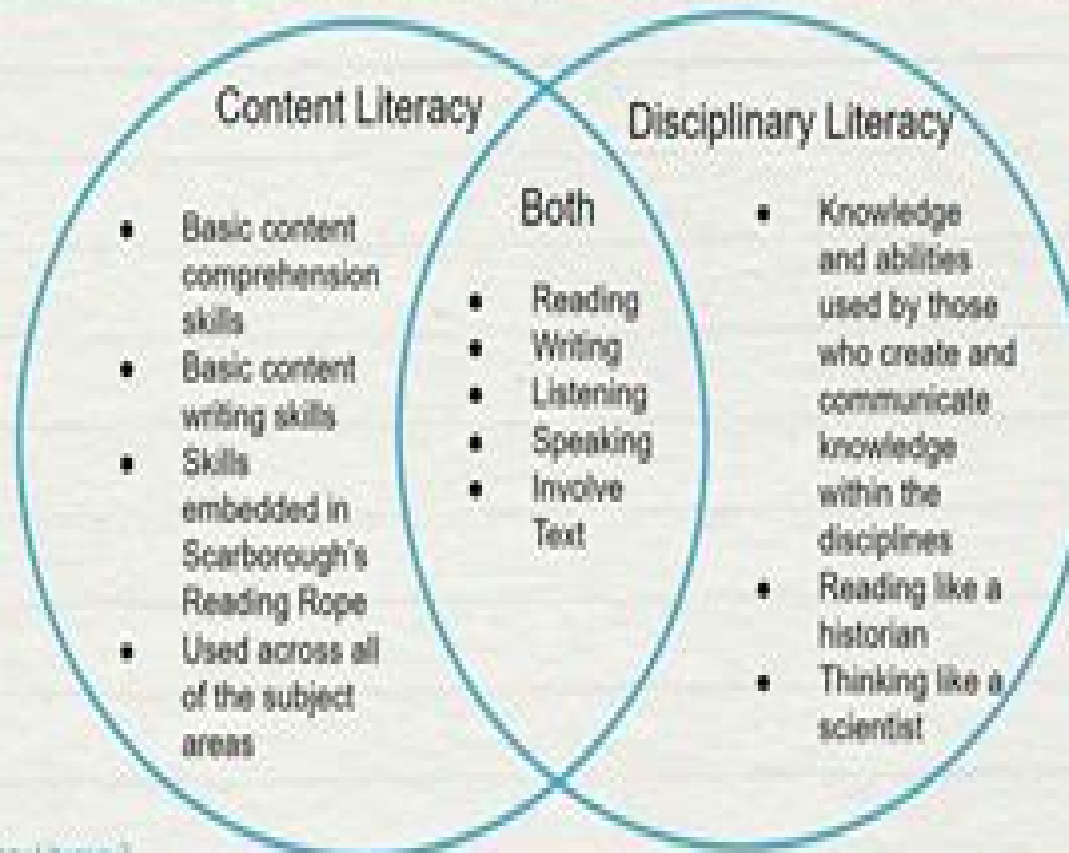 Content Literacy
• Basic content
comprehension
skills
• Basic content
writing skills
• Skills
embedded in
Scarborough's
Reading Rope
• Used across all
of the subject
areas
Both
• Reading
• Writing
• Listening
• Speaking
• Involve
Text
Disciplinary Literacy
• Knowledge
and abilities
used by those
who create and
communicate
knowledge
within the
disciplines
• Reading like a
historian
• Thinking like a
scientist